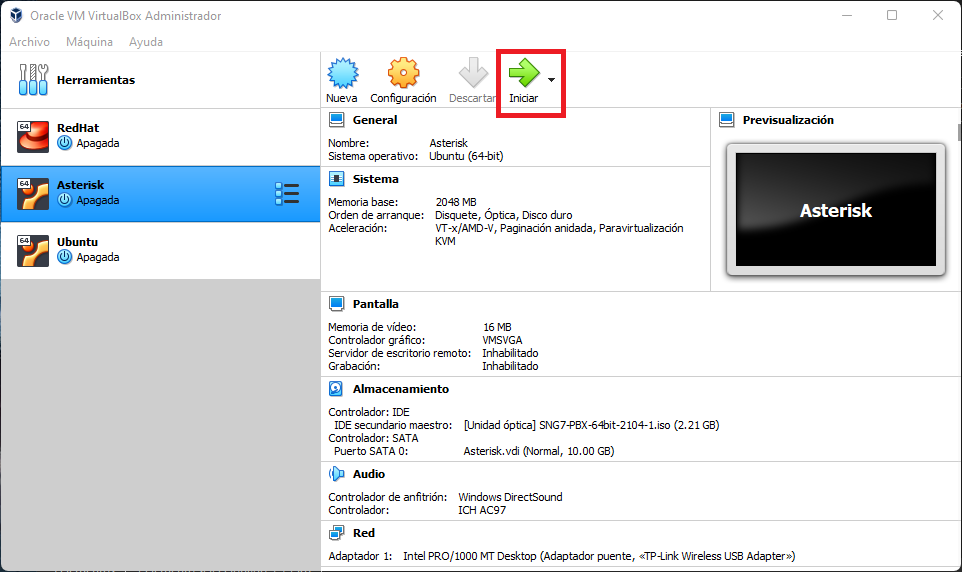 Oracle VM VirtualBox Administrador
Archivo Máquina Ayuda
Herramientas
64
RedHat
Apagada
64
Asterisk
Apagada
64
Ubuntu
Apagada
Nueva Configuración Descartar Iniciar
General
Nombre: Asterisk
Sistema operativo: Ubuntu (64-bit)
Sistema
Memoria base: 2048 MB
Orden de arranque: Disquete, Óptica, Disco duro
Aceleración: VT-x/AMD-V, Paginación anidada, Paravirtualización
KVM
Previsualización
Asterisk
Pantalla
Memoria de vídeo: 16 MB
Controlador gráfico: VMSVGA
Servidor de escritorio remoto: Inhabilitado
Grabación: Inhabilitado
Almacenamiento
Controlador: IDE
IDE secundario maestro: [Unidad óptica] SNG7-PBX-64bit-2104-1.iso (2.21 GB)
Controlador: SATA
Puerto SATA 0: Asterisk.vdi (Normal, 10.00 GB)
Audio
Controlador de anfitrión: Windows DirectSound
Controlador: ICH AC97
Red
Adaptador 1: Intel PRO/1000 MT Desktop (Adaptador puente, «TP-Link Wireless USB Adapter»)